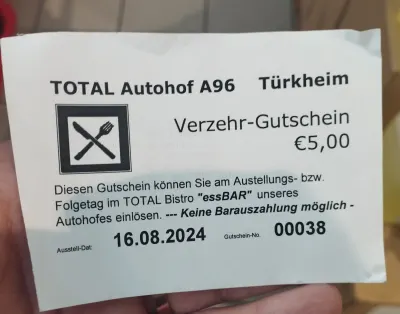 TOTAL Autohof A96 Türkheim
Verzehr-Gutschein
€5,00
Diesen Gutschein können Sie am Austellungs- bzw.
Folgetag im TOTAL Bistro "essBAR" unseres
Autohofes einlösen. --- Keine Barauszahlung möglich -
Ausstell-Dat: 16.08.2024 Gutschein-No. 00038